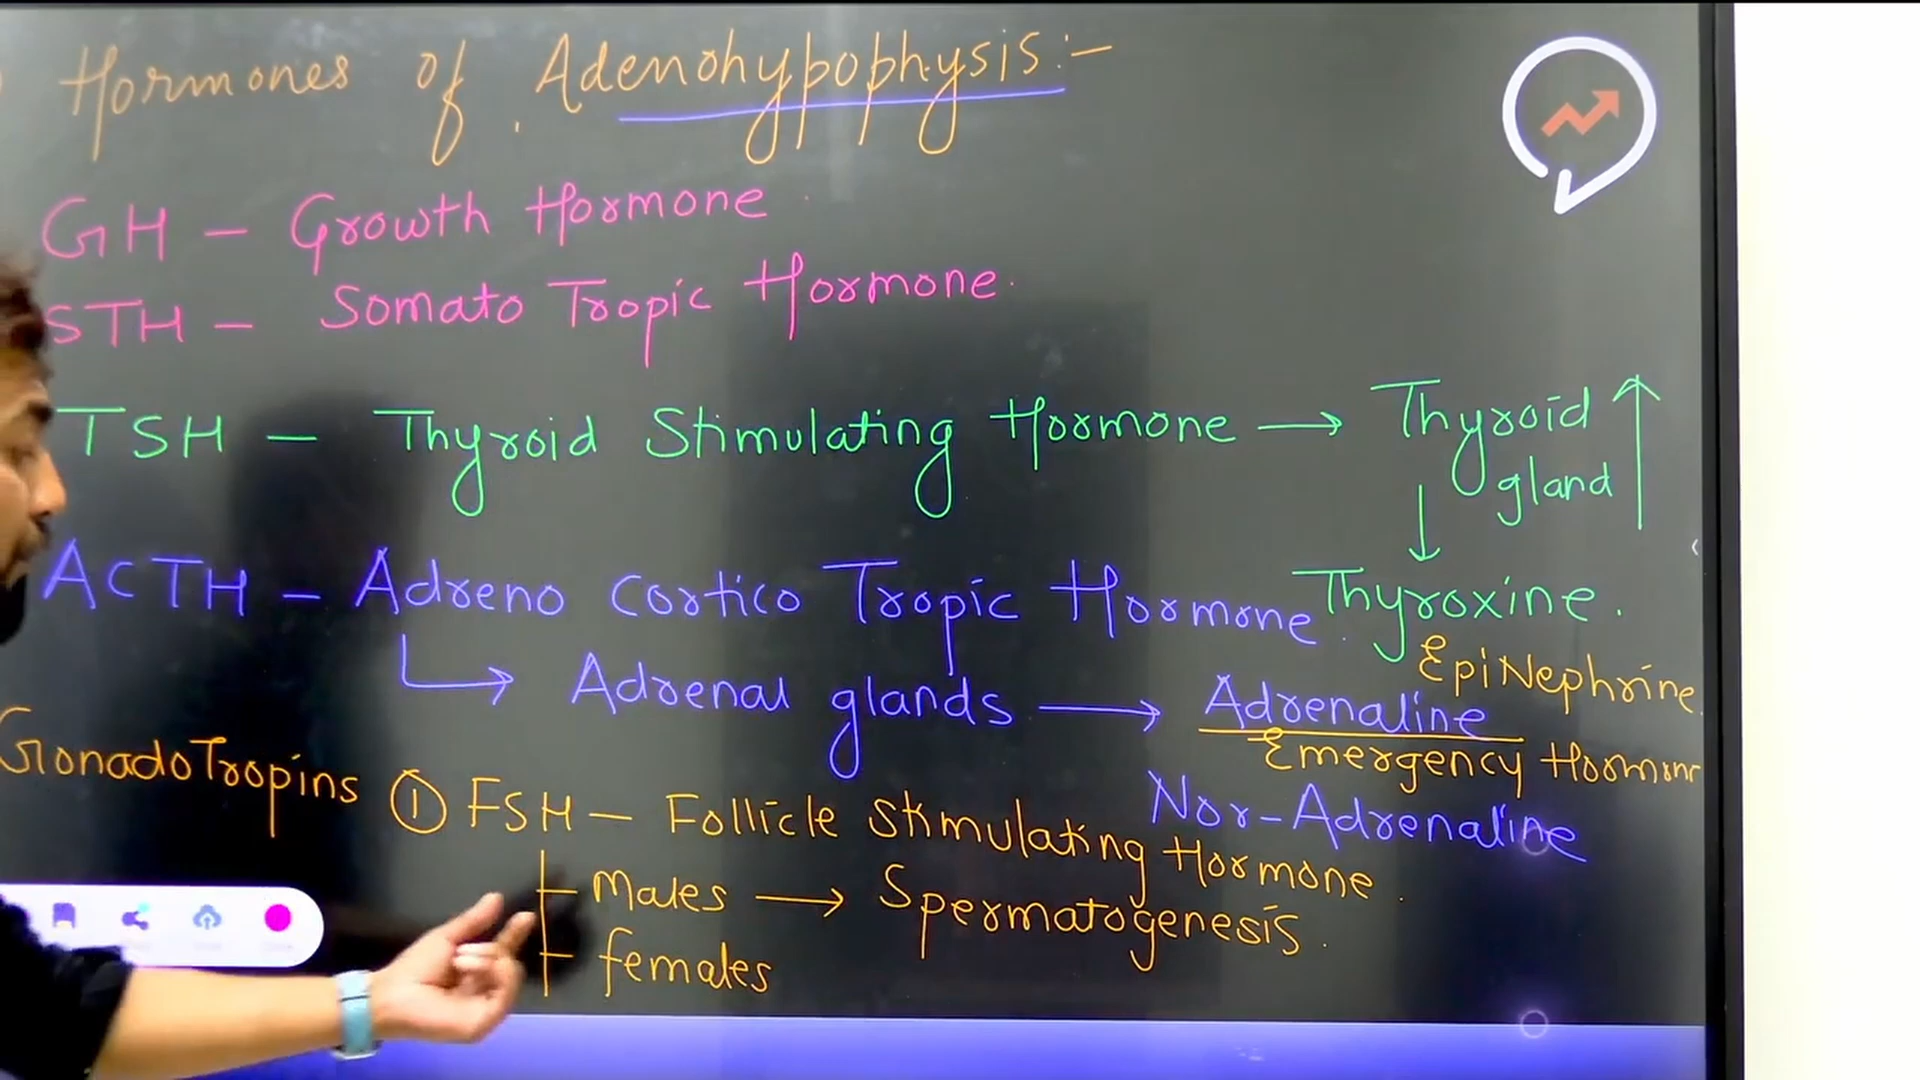 Hormones of Adenohypophysis:-
GH - Growth Hormone
STH - Somato Tropic Hormone.
TSH - Thyroid Stimulating Hormone → Thyroid gland ↑
↓
Thyroxine.
ACTH - Adreno Cortico Tropic Hormone.
↳ Adrenal glands → Adrenaline
EpiNephrine
Emergency Hormone
Nor-Adrenaline
GonadoTropins ① FSH - Follicle Stimulating Hormone.
Males → Spermatogenesis.
females